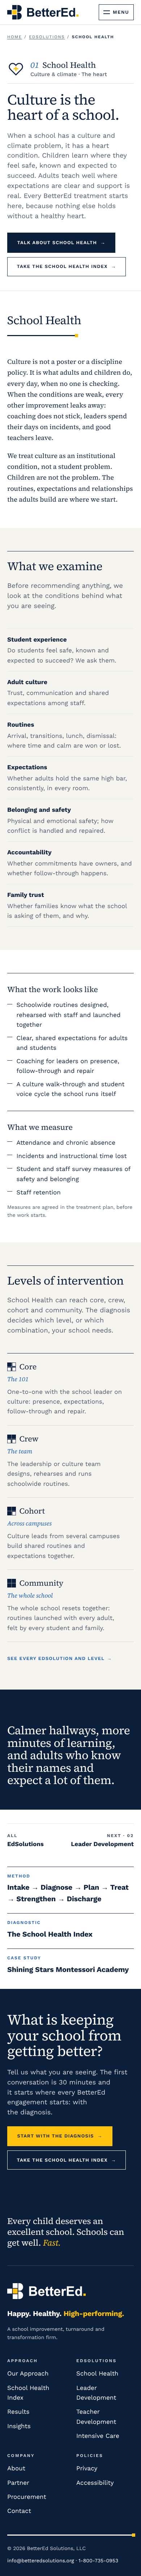 BetterEd.
MENU
HOME / EDSOLUTIONS / SCHOOL HEALTH
01 School Health
Culture & climate · The heart
Culture is the
heart of a school.
When a school has a culture and
climate problem, it has a heart
condition. Children learn where they
feel safe, known and expected to
succeed. Adults teach well where
expectations are clear and support is
real. Every BetterEd treatment starts
here, because nothing else holds
without a healthy heart.
TALK ABOUT SCHOOL HEALTH →
TAKE THE SCHOOL HEALTH INDEX →
School Health
Culture is not a poster or a discipline
policy. It is what adults and children do,
every day, when no one is checking.
When the conditions are weak, every
other improvement leaks away:
coaching does not stick, leaders spend
their days on incidents, and good
teachers leave.
We treat culture as an institutional
condition, not a student problem.
Children are not the problem. The
routines, expectations and relationships
the adults build are where we start.
What we examine
Before recommending anything, we
look at the conditions behind what
you are seeing.
Student experience
Do students feel safe, known and
expected to succeed? We ask them.
Adult culture
Trust, communication and shared
expectations among staff.
Routines
Arrival, transitions, lunch, dismissal:
where time and calm are won or lost.
Expectations
Whether adults hold the same high bar,
consistently, in every room.
Belonging and safety
Physical and emotional safety; how
conflict is handled and repaired.
Accountability
Whether commitments have owners, and
whether follow-through happens.
Family trust
Whether families know what the school
is asking of them, and why.
What the work looks like
— Schoolwide routines designed,
rehearsed with staff and launched
together
— Clear, shared expectations for adults
and students
— Coaching for leaders on presence,
follow-through and repair
— A culture walk-through and student
voice cycle the school runs itself
What we measure
— Attendance and chronic absence
— Incidents and instructional time lost
— Student and staff survey measures of
safety and belonging
— Staff retention
Measures are agreed in the treatment plan, before
the work starts.
Levels of intervention
School Health can reach core, crew,
cohort and community. The diagnosis
decides which level, or which
combination, your school needs.
Core
The 101
One-to-one with the school leader on
culture: presence, expectations,
follow-through and repair.
Crew
The team
The leadership or culture team
designs, rehearses and runs
schoolwide routines.
Cohort
Across campuses
Culture leads from several campuses
build shared routines and
expectations together.
Community
The whole school
The whole school resets together:
routines launched with every adult,
felt by every student and family.
SEE EVERY EDSOLUTION AND LEVEL →
Calmer hallways, more
minutes of learning,
and adults who know
their names and
expect a lot of them.
ALL
EdSolutions
NEXT · 02
Leader Development
METHOD
Intake → Diagnose → Plan → Treat
→ Strengthen → Discharge
DIAGNOSTIC
The School Health Index
CASE STUDY
Shining Stars Montessori Academy
What is keeping
your school from
getting better?
Tell us what you are seeing. The first
conversation is 30 minutes and
it starts where every BetterEd
engagement starts: with
the diagnosis.
START WITH THE DIAGNOSIS →
TAKE THE SCHOOL HEALTH INDEX →
Every child deserves an
excellent school. Schools can
get well. Fast.
BetterEd.
Happy. Healthy. High-performing.
A school improvement, turnaround and
transformation firm.
APPROACH
Our Approach
School Health
Index
Results
Insights
EDSOLUTIONS
School Health
Leader
Development
Teacher
Development
Intensive Care
COMPANY
About
Partner
Procurement
Contact
POLICIES
Privacy
Accessibility
© 2026 BetterEd Solutions, LLC
info@betteredsolutions.org · 1-800-735-0953